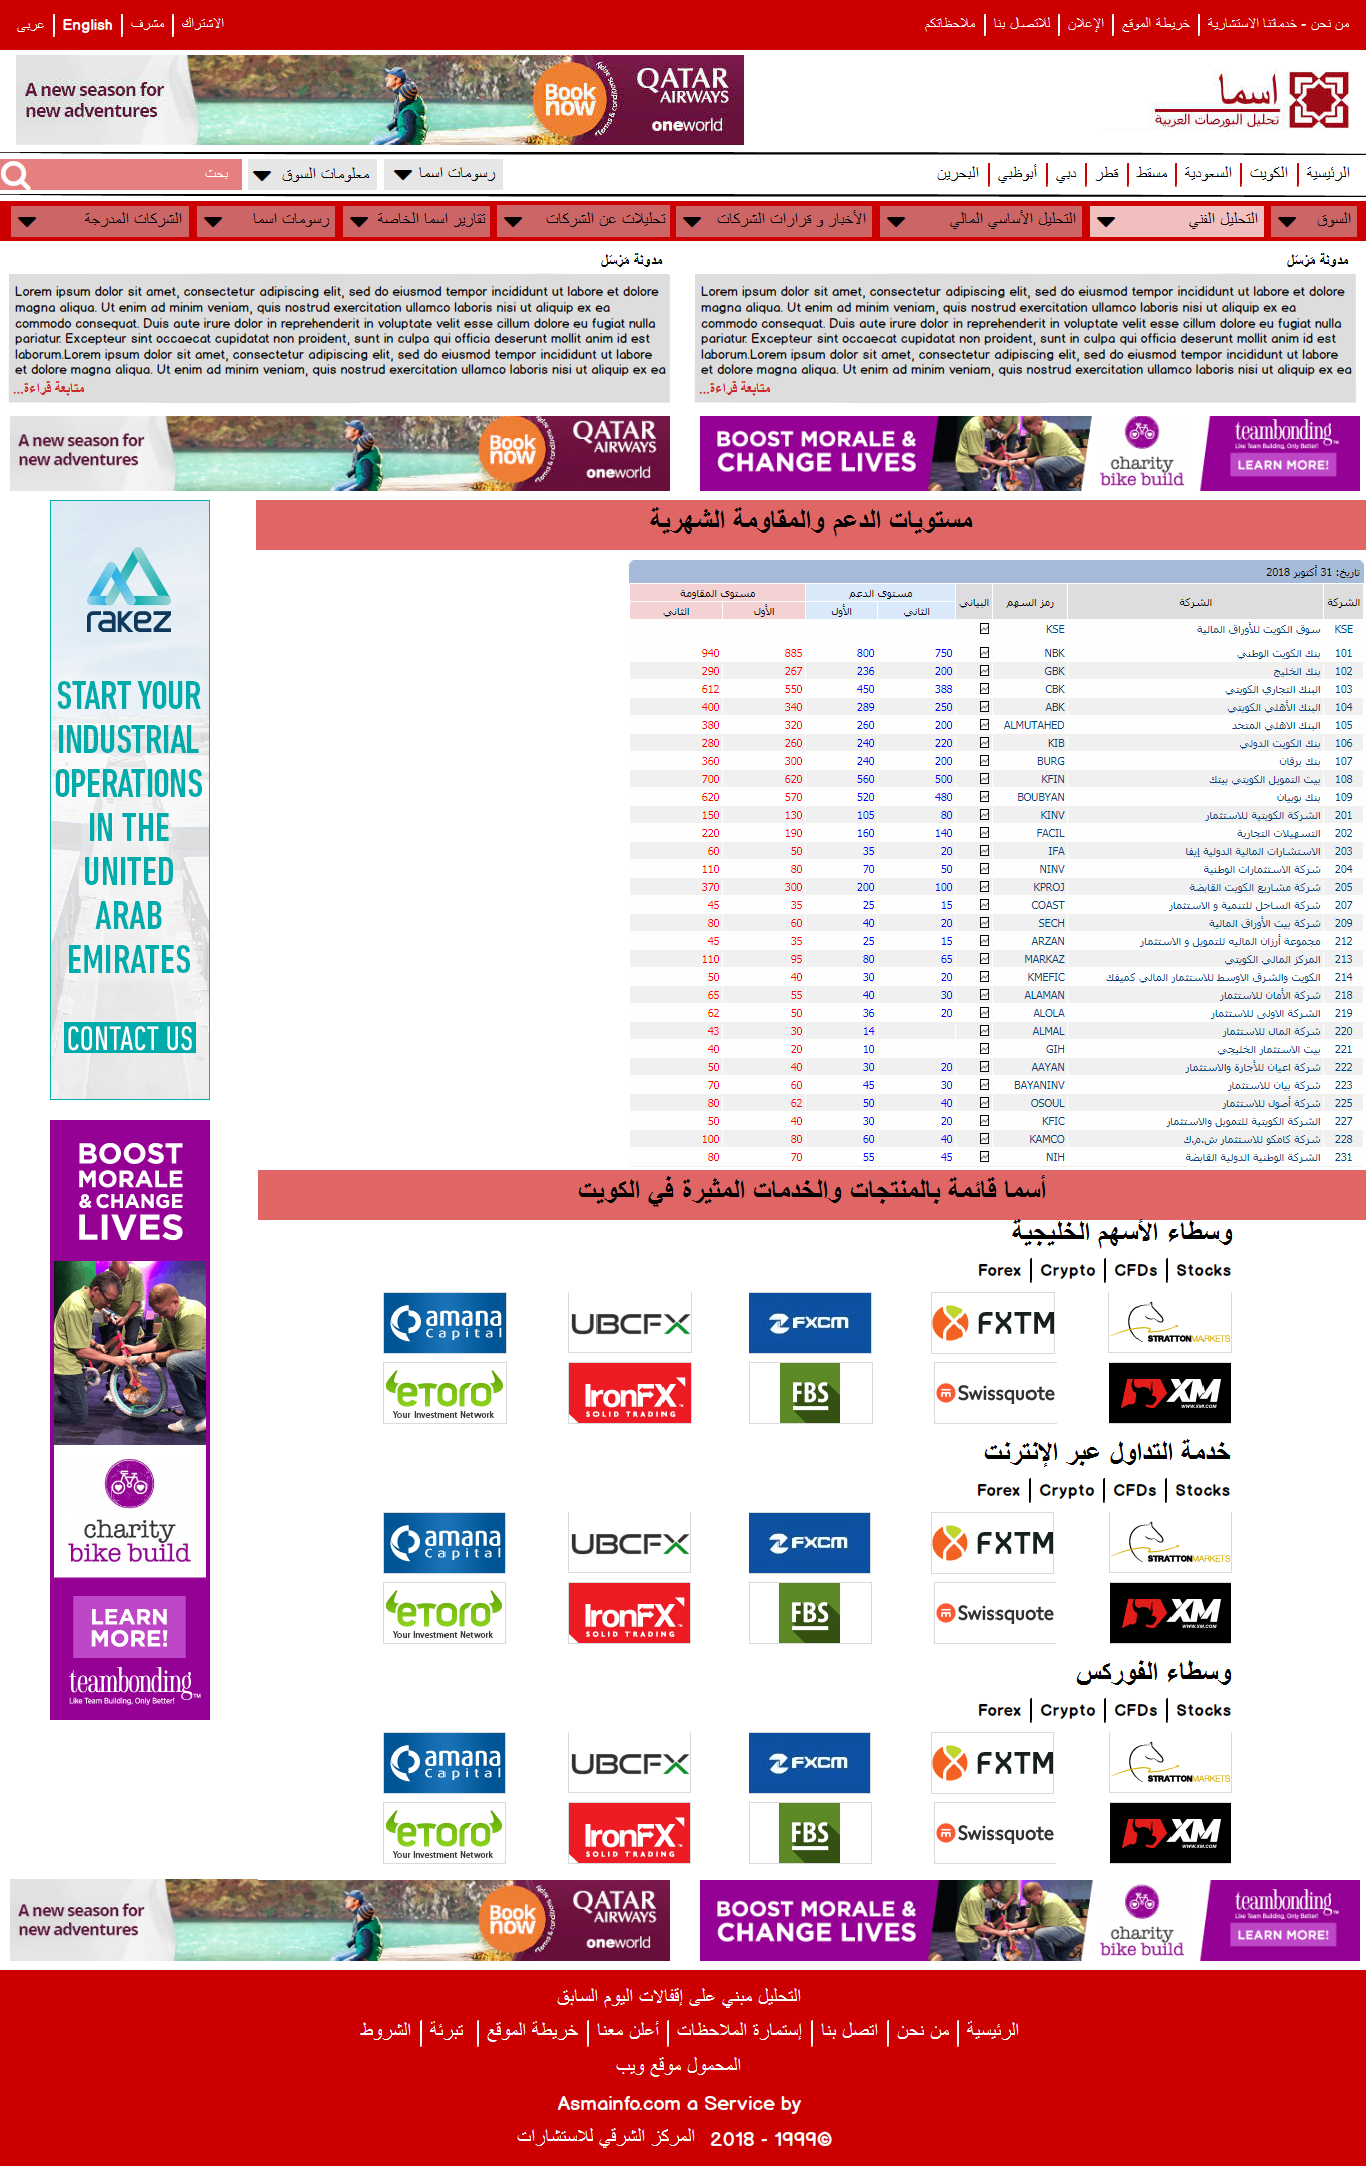 من نحن - خدمتنا الاستشارية | خريطة الموقع | الإعلان | للاتصال بنا | ملاحظاتكم
الاشتراك | مشرف | English | عربى
A new season for
new adventures
Book
now
Terms & conditions apply
QATAR
AIRWAYS
oneworld
اسما
تحليل البورصات العربية
الرئيسية | الكويت | السعودية | مسقط | قطر | دبي | أبوظبي | البحرين
رسومات اسما
معلومات السوق
بحث
السوق
التحليل الفني
التحليل الأساسي المالي
الأخبار و قرارات الشركات
تحليلات عن الشركات
تقارير اسما الخاصة
رسومات اسما
الشركات المدرجة
مدونة مَرْسَل
Lorem ipsum dolor sit amet, consectetur adipiscing elit, sed do eiusmod tempor incididunt ut labore et dolore
magna aliqua. Ut enim ad minim veniam, quis nostrud exercitation ullamco laboris nisi ut aliquip ex ea
commodo consequat. Duis aute irure dolor in reprehenderit in voluptate velit esse cillum dolore eu fugiat nulla
pariatur. Excepteur sint occaecat cupidatat non proident, sunt in culpa qui officia deserunt mollit anim id est
laborum.Lorem ipsum dolor sit amet, consectetur adipiscing elit, sed do eiusmod tempor incididunt ut labore
et dolore magna aliqua. Ut enim ad minim veniam, quis nostrud exercitation ullamco laboris nisi ut aliquip ex ea
متابعة قراءة...
مدونة مَرْسَل
Lorem ipsum dolor sit amet, consectetur adipiscing elit, sed do eiusmod tempor incididunt ut labore et dolore
magna aliqua. Ut enim ad minim veniam, quis nostrud exercitation ullamco laboris nisi ut aliquip ex ea
commodo consequat. Duis aute irure dolor in reprehenderit in voluptate velit esse cillum dolore eu fugiat nulla
pariatur. Excepteur sint occaecat cupidatat non proident, sunt in culpa qui officia deserunt mollit anim id est
laborum.Lorem ipsum dolor sit amet, consectetur adipiscing elit, sed do eiusmod tempor incididunt ut labore
et dolore magna aliqua. Ut enim ad minim veniam, quis nostrud exercitation ullamco laboris nisi ut aliquip ex ea
متابعة قراءة...
BOOST MORALE &
CHANGE LIVES
charity
bike build
teambonding
Like Team Building, Only Better!
LEARN MORE!
A new season for
new adventures
Book
now
QATAR
AIRWAYS
oneworld
مستويات الدعم والمقاومة الشهرية
تاريخ: 31 أكتوبر 2018
الشركة الشركة رمز السهم البياني مستوى الدعم مستوى المقاومة
الثاني الأول الأول الثاني
KSE سوق الكويت للأوراق المالية KSE
101 بنك الكويت الوطني NBK 750 800 885 940
102 بنك الخليج GBK 200 236 267 290
103 البنك التجاري الكويتي CBK 388 450 550 612
104 البنك الأهلي الكويتي ABK 250 289 340 400
105 البنك الاهلي المتحد ALMUTAHED 200 260 320 380
106 بنك الكويت الدولي KIB 220 240 260 280
107 بنك برقان BURG 200 240 300 360
108 بيت التمويل الكويتي بيتك KFIN 500 560 620 700
109 بنك بوبيان BOUBYAN 480 520 570 620
201 الشركة الكويتية للاستثمار KINV 80 105 130 150
202 التسهيلات التجارية FACIL 140 160 190 220
203 الاستشارات المالية الدولية إيفا IFA 20 35 50 60
204 شركة الاستثمارات الوطنية NINV 50 70 80 110
205 شركة مشاريع الكويت القابضة KPROJ 100 200 300 370
207 شركة الساحل للتنمية و الاستثمار COAST 15 25 35 45
209 شركة بيت الأوراق المالية SECH 20 40 60 80
212 مجموعة أرزان الماليه للتمويل و الاستثمار ARZAN 15 25 35 45
213 المركز المالي الكويتي MARKAZ 65 80 95 110
214 الكويت والشرق الاوسط للاستثمار المالي كميفك KMEFIC 20 30 40 50
218 شركة الأمان للاستثمار ALAMAN 30 40 55 65
219 الشركة الاولى للاستثمار ALOLA 20 36 50 62
220 شركة المال للاستثمار ALMAL 14 30 43
221 بيت الاستثمار الخليجي GIH 10 20 40
222 شركة اعيان للأجارة والاستثمار AAYAN 20 30 40 50
223 شركة بيان للاستثمار BAYANINV 30 45 60 70
225 شركة أصول للاستثمار OSOUL 40 50 62 80
227 الشركة الكويتية للتمويل والاستثمار KFIC 20 30 40 50
228 شركة كامكو للاستثمار ش.م.ك KAMCO 40 60 80 100
231 الشركة الوطنية الدولية القابضة NIH 45 55 70 80
rakez
START YOUR
INDUSTRIAL
OPERATIONS
IN THE
UNITED
ARAB
EMIRATES
CONTACT US
BOOST
MORALE
& CHANGE
LIVES
charity
bike build
LEARN
MORE!
teambonding
Like Team Building, Only Better!
أسما قائمة بالمنتجات والخدمات المثيرة في الكويت
وسطاء الأسهم الخليجية
Forex | Crypto | CFDs | Stocks
amana Capital
UBCFX
FXCM
FXTM
STRATTONMARKETS
eToro Your Investment Network
IronFX SOLID TRADING
FBS
Swissquote
XM WWW.XM.COM
خدمة التداول عبر الإنترنت
Forex | Crypto | CFDs | Stocks
amana Capital
UBCFX
FXCM
FXTM
STRATTONMARKETS
eToro Your Investment Network
IronFX SOLID TRADING
FBS
Swissquote
XM WWW.XM.COM
وسطاء الفوركس
Forex | Crypto | CFDs | Stocks
amana Capital
UBCFX
FXCM
FXTM
STRATTONMARKETS
eToro Your Investment Network
IronFX SOLID TRADING
FBS
Swissquote
XM WWW.XM.COM
BOOST MORALE &
CHANGE LIVES
charity
bike build
teambonding
Like Team Building, Only Better!
LEARN MORE!
A new season for
new adventures
Book
now
QATAR
AIRWAYS
oneworld
التحليل مبني على إقفالات اليوم السابق
الرئيسية | من نحن | اتصل بنا | إستمارة الملاحظات | أعلن معنا | خريطة الموقع | تبرئة | الشروط
المحمول موقع ويب
Asmainfo.com a Service by
المركز الشرقي للاستشارات 2018 - 1999©